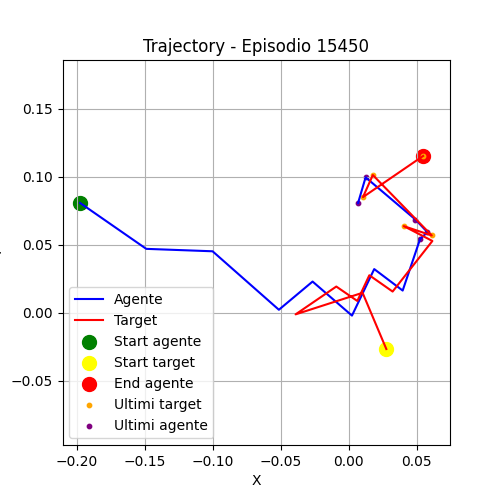 Trajectory - Episodio 15450
0.15
0.10
0.05
0.00
−0.05
Agente
Target
Start agente
Start target
End agente
Ultimi target
Ultimi agente
−0.20 −0.15 −0.10 −0.05 0.00 0.05
X